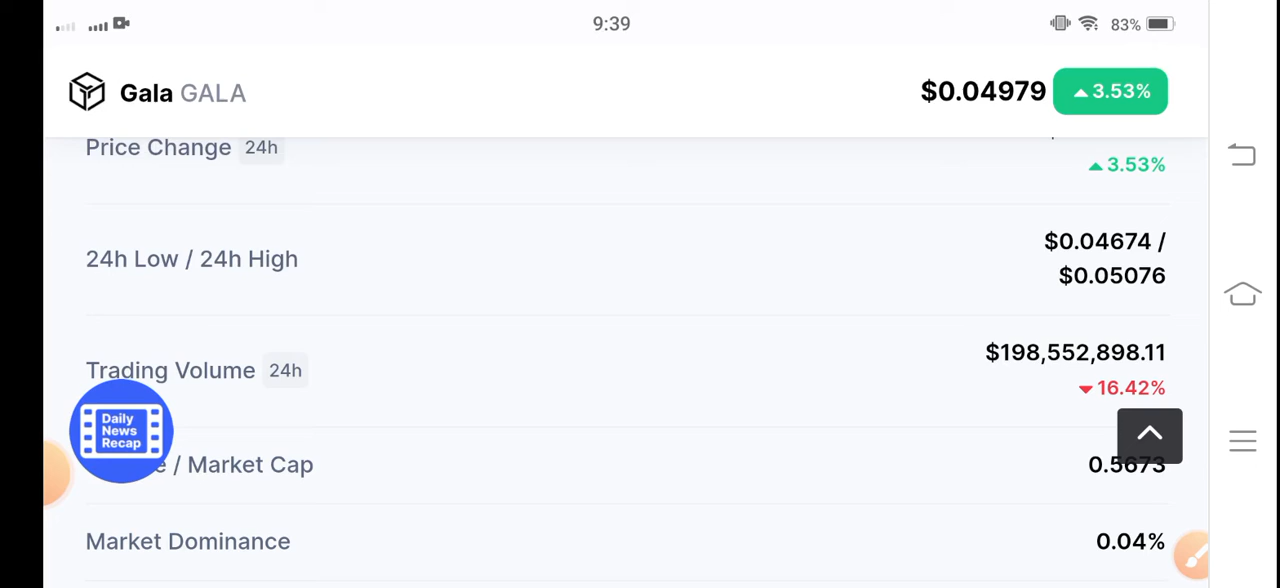 9:39
83%
Gala GALA
$0.04979 3.53%
Price Change 24h
3.53%
24h Low / 24h High
$0.04674 /
$0.05076
Trading Volume 24h
$198,552,898.11
16.42%
Daily
News
Recap
/ Market Cap
0.5673
Market Dominance
0.04%